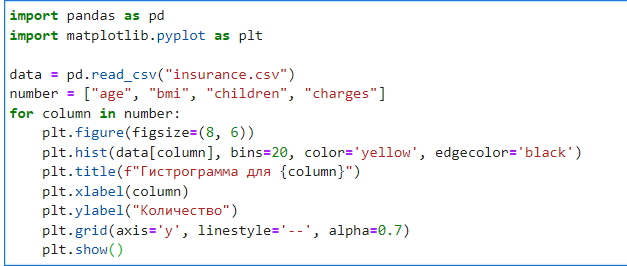 import pandas as pd
import matplotlib.pyplot as plt

data = pd.read_csv("insurance.csv")
number = ["age", "bmi", "children", "charges"]
for column in number:
    plt.figure(figsize=(8, 6))
    plt.hist(data[column], bins=20, color='yellow', edgecolor='black')
    plt.title(f"Гистрограмма для {column}")
    plt.xlabel(column)
    plt.ylabel("Количество")
    plt.grid(axis='y', linestyle='--', alpha=0.7)
    plt.show()